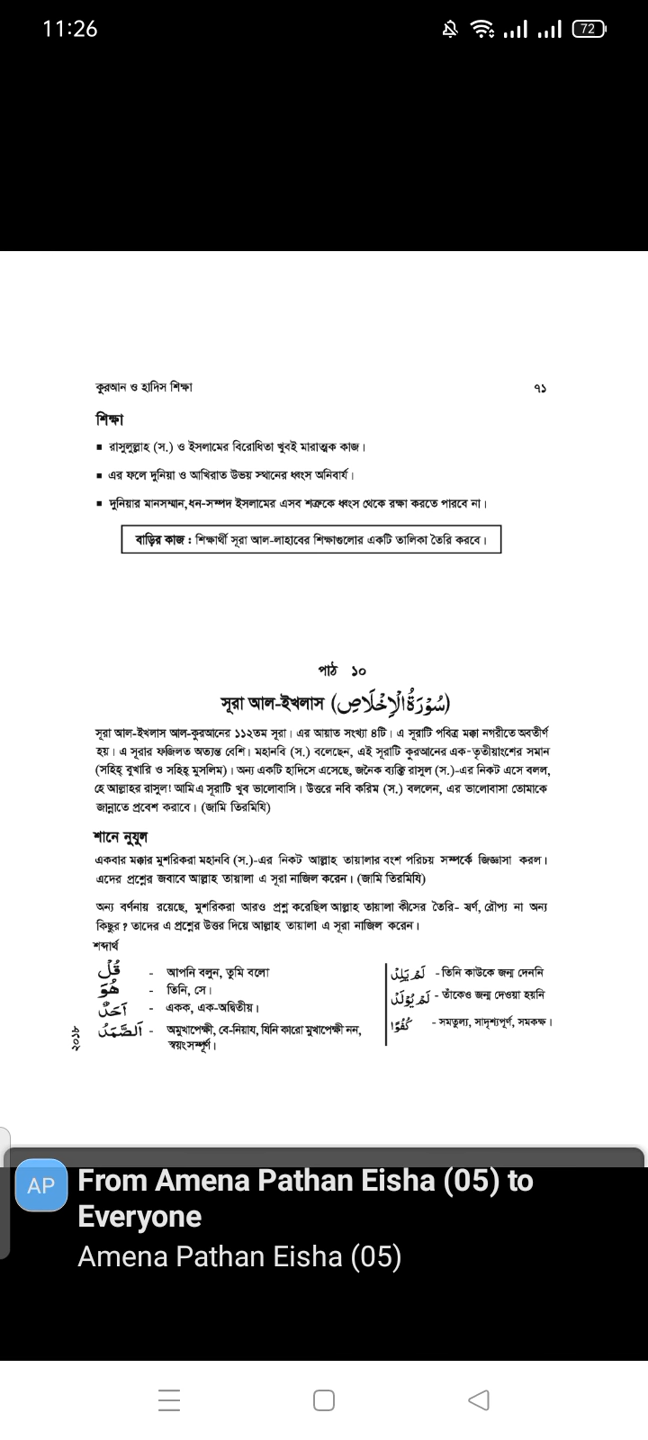 11:26
72
কুরআন ও হাদিস শিক্ষা ৭১
শিক্ষা
▪ রাসুলুল্লাহ (স.) ও ইসলামের বিরোধিতা খুবই মারাত্মক কাজ।
▪ এর ফলে দুনিয়া ও আখিরাত উভয় স্থানের ধ্বংস অনিবার্য।
▪ দুনিয়ার মানসম্মান,ধন-সম্পদ ইসলামের এসব শত্রুকে ধ্বংস থেকে রক্ষা করতে পারবে না।
বাড়ির কাজ : শিক্ষার্থী সূরা আল-লাহাবের শিক্ষাগুলোর একটি তালিকা তৈরি করবে।
পাঠ ১০
সূরা আল-ইখলাস (سُوْرَةُ الْإِخْلَاصِ)
সূরা আল-ইখলাস আল-কুরআনের ১১২তম সূরা। এর আয়াত সংখ্যা ৪টি। এ সূরাটি পবিত্র মক্কা নগরীতে অবতীর্ণ
হয়। এ সূরার ফজিলত অত্যন্ত বেশি। মহানবি (স.) বলেছেন, এই সূরাটি কুরআনের এক-তৃতীয়াংশের সমান
(সহিহ্ বুখারি ও সহিহ্ মুসলিম)। অন্য একটি হাদিসে এসেছে, জনৈক ব্যক্তি রাসুল (স.)-এর নিকট এসে বলল,
হে আল্লাহর রাসুল! আমি এ সূরাটি খুব ভালোবাসি। উত্তরে নবি করিম (স.) বললেন, এর ভালোবাসা তোমাকে
জান্নাতে প্রবেশ করাবে। (জামি তিরমিযি)
শানে নুযুল
একবার মক্কার মুশরিকরা মহানবি (স.)-এর নিকট আল্লাহ তায়ালার বংশ পরিচয় সম্পর্কে জিজ্ঞাসা করল।
এদের প্রশ্নের জবাবে আল্লাহ তায়ালা এ সূরা নাজিল করেন। (জামি তিরমিযি)
অন্য বর্ণনায় রয়েছে, মুশরিকরা আরও প্রশ্ন করেছিল আল্লাহ তায়ালা কীসের তৈরি- স্বর্ণ, রৌপ্য না অন্য
কিছুর? তাদের এ প্রশ্নের উত্তর দিয়ে আল্লাহ তায়ালা এ সূরা নাজিল করেন।
শব্দার্থ
قُلْ - আপনি বলুন, তুমি বলো
هُوَ - তিনি, সে।
اَحَدٌ - একক, এক-অদ্বিতীয়।
اَلصَّمَدُ - অমুখাপেক্ষী, বে-নিয়ায, যিনি কারো মুখাপেক্ষী নন,
স্বয়ংসম্পূর্ণ।
لَمْ يَلِدْ - তিনি কাউকে জন্ম দেননি
لَمْ يُوْلَدْ - তাঁকেও জন্ম দেওয়া হয়নি
كُفُوًا - সমতুল্য, সাদৃশ্যপূর্ণ, সমকক্ষ।
২০১৮
AP
From Amena Pathan Eisha (05) to
Everyone
Amena Pathan Eisha (05)